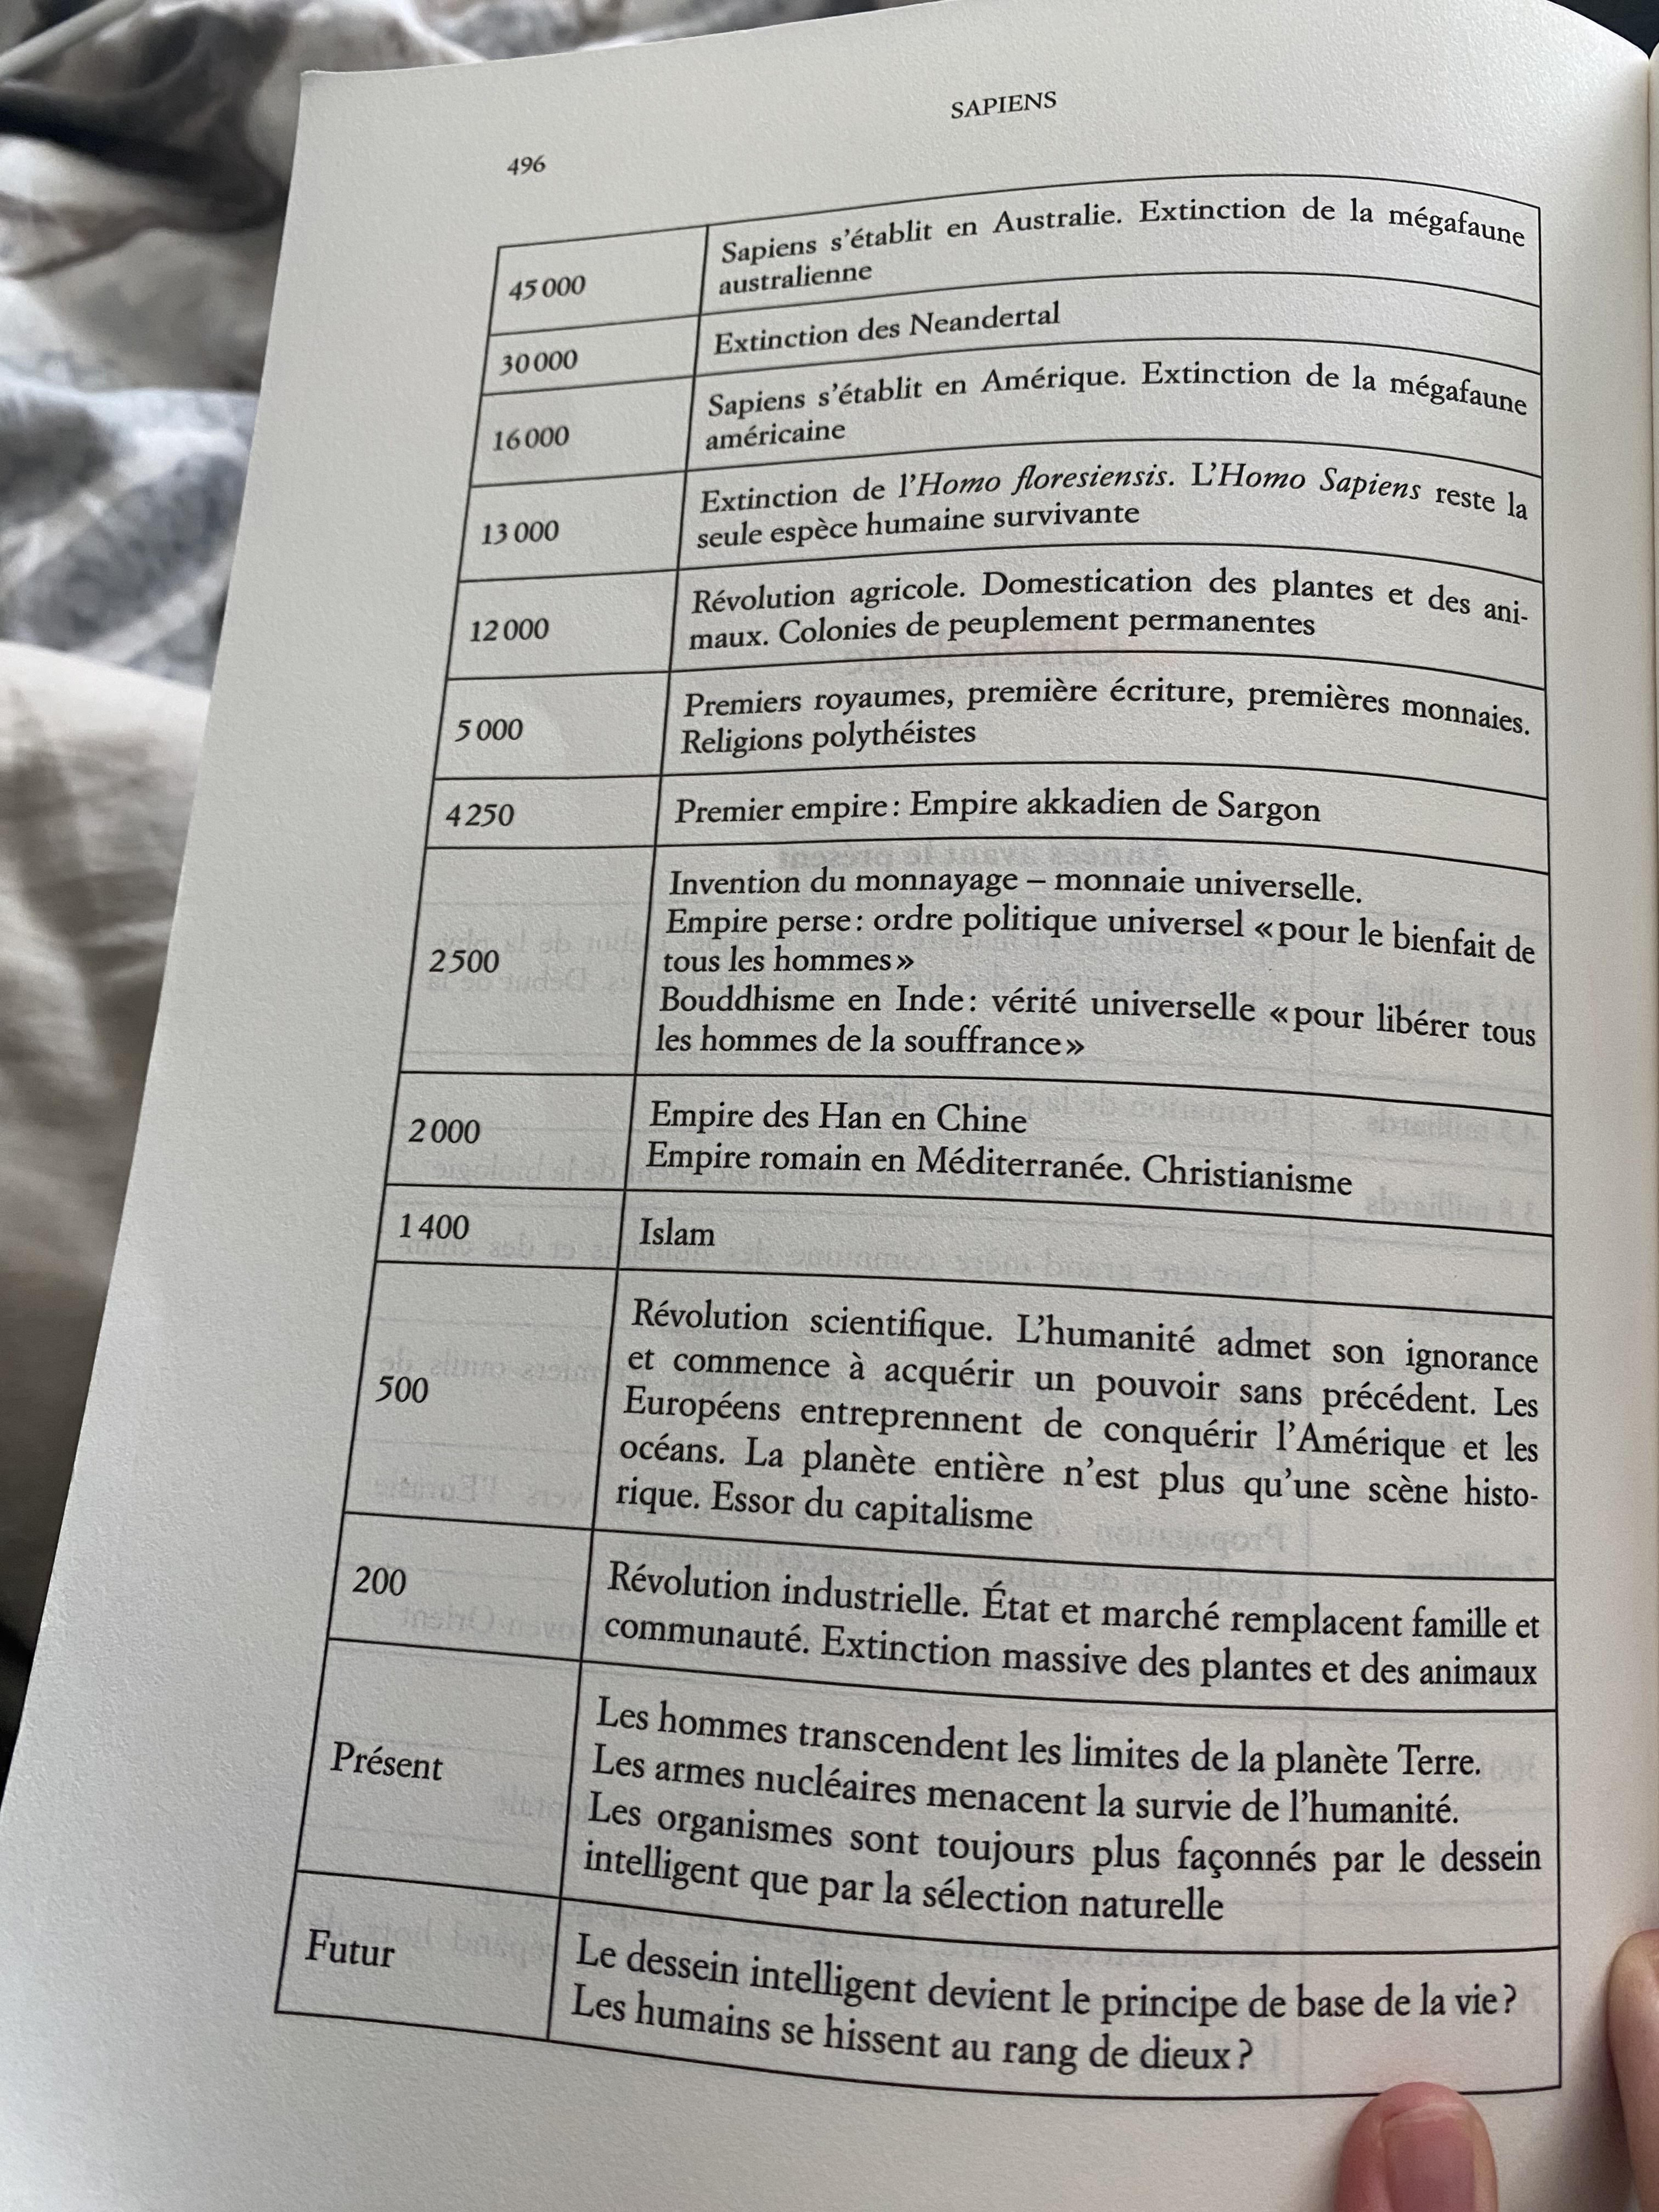 SAPIENS
496
45 000
Sapiens s’établit en Australie. Extinction de la mégafaune
australienne
30 000
Extinction des Neandertal
16 000
Sapiens s’établit en Amérique. Extinction de la mégafaune
américaine
13 000
Extinction de l’Homo floresiensis. L’Homo Sapiens reste la
seule espèce humaine survivante
12 000
Révolution agricole. Domestication des plantes et des ani-
maux. Colonies de peuplement permanentes
5 000
Premiers royaumes, première écriture, premières monnaies.
Religions polythéistes
4 250
Premier empire : Empire akkadien de Sargon
2 500
Invention du monnayage – monnaie universelle.
Empire perse : ordre politique universel « pour le bienfait de
tous les hommes »
Bouddhisme en Inde : vérité universelle « pour libérer tous
les hommes de la souffrance »
2 000
Empire des Han en Chine
Empire romain en Méditerranée. Christianisme
1 400
Islam
500
Révolution scientifique. L’humanité admet son ignorance
et commence à acquérir un pouvoir sans précédent. Les
Européens entreprennent de conquérir l’Amérique et les
océans. La planète entière n’est plus qu’une scène histo-
rique. Essor du capitalisme
200
Révolution industrielle. État et marché remplacent famille et
communauté. Extinction massive des plantes et des animaux
Présent
Les hommes transcendent les limites de la planète Terre.
Les armes nucléaires menacent la survie de l’humanité.
Les organismes sont toujours plus façonnés par le dessein
intelligent que par la sélection naturelle
Futur
Le dessein intelligent devient le principe de base de la vie ?
Les humains se hissent au rang de dieux ?